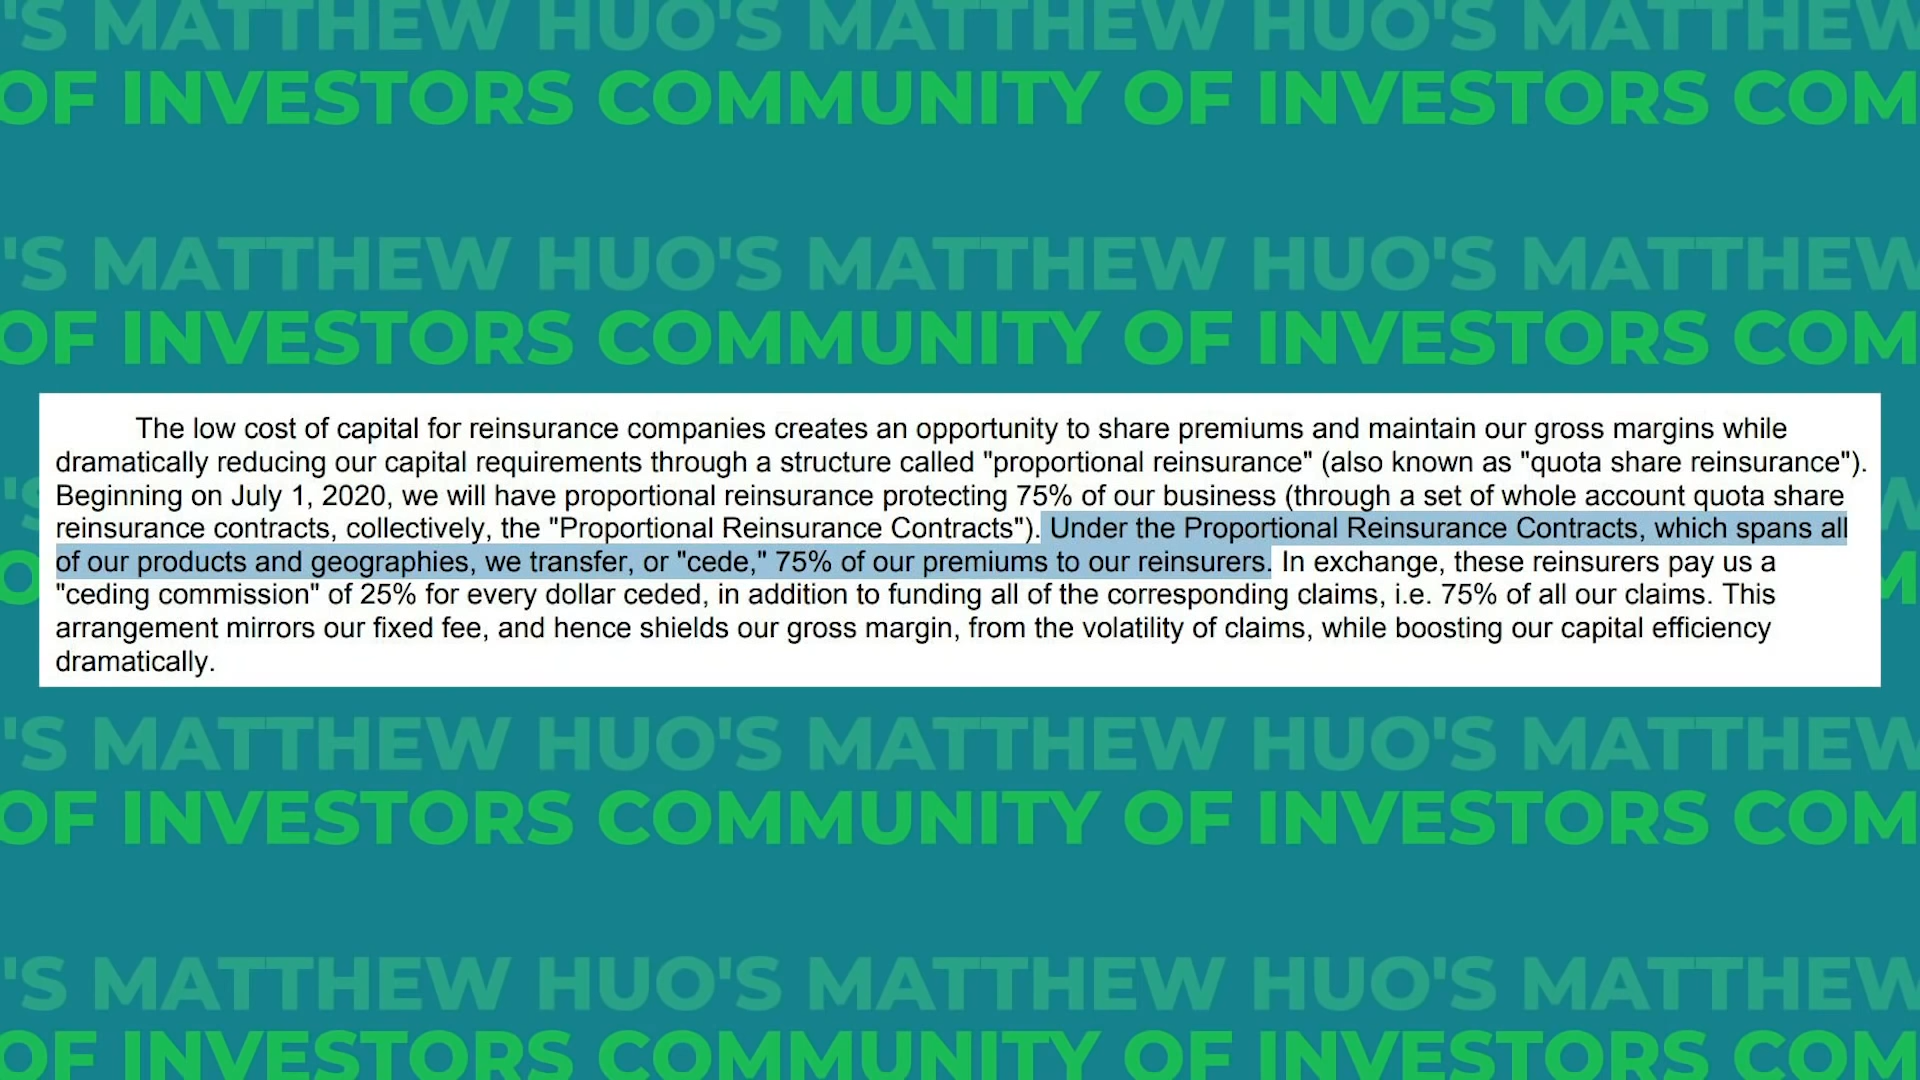 'S MATTHEW HUO'S MATTHEW HUO'S MATTHEW
OF INVESTORS COMMUNITY OF INVESTORS COM
'S MATTHEW HUO'S MATTHEW HUO'S MATTHEW
OF INVESTORS COMMUNITY OF INVESTORS COM
The low cost of capital for reinsurance companies creates an opportunity to share premiums and maintain our gross margins while
dramatically reducing our capital requirements through a structure called "proportional reinsurance" (also known as "quota share reinsurance").
Beginning on July 1, 2020, we will have proportional reinsurance protecting 75% of our business (through a set of whole account quota share
reinsurance contracts, collectively, the "Proportional Reinsurance Contracts"). Under the Proportional Reinsurance Contracts, which spans all
of our products and geographies, we transfer, or "cede," 75% of our premiums to our reinsurers. In exchange, these reinsurers pay us a
"ceding commission" of 25% for every dollar ceded, in addition to funding all of the corresponding claims, i.e. 75% of all our claims. This
arrangement mirrors our fixed fee, and hence shields our gross margin, from the volatility of claims, while boosting our capital efficiency
dramatically.
'S MATTHEW HUO'S MATTHEW HUO'S MATTHEW
OF INVESTORS COMMUNITY OF INVESTORS COM
'S MATTHEW HUO'S MATTHEW HUO'S MATTHEW
OF INVESTORS COMMUNITY OF INVESTORS COM